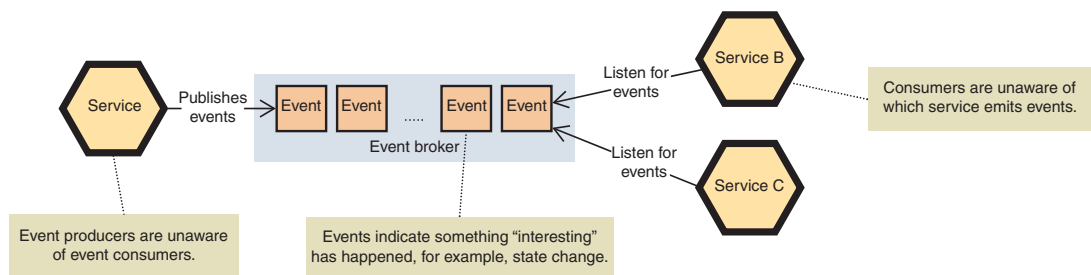 Service
Publishes
events
Event
Event
.....
Event
Event
Event broker
Listen for
events
Service B
Consumers are unaware of
which service emits events.
Listen for
events
Service C
Event producers are unaware
of event consumers.
Events indicate something “interesting”
has happened, for example, state change.